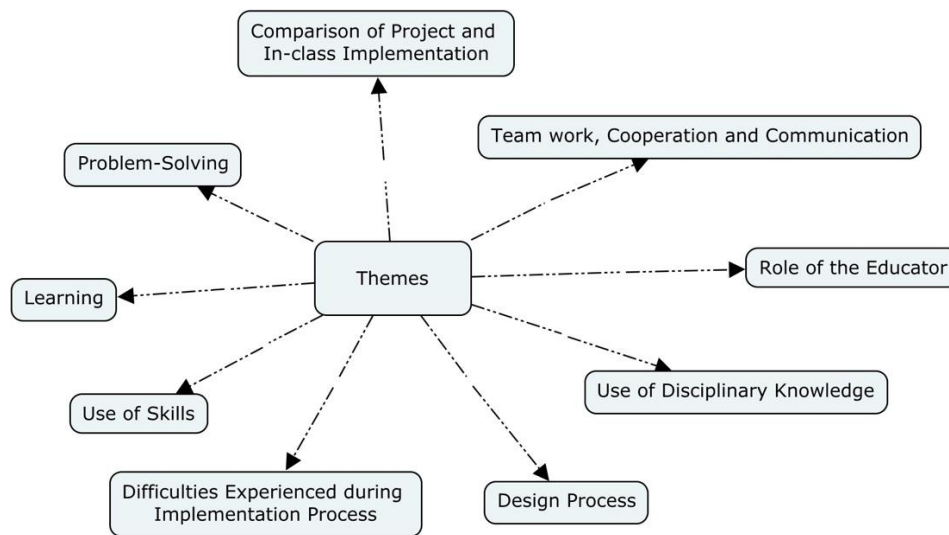 Comparison of Project and
In-class Implementation
Team work, Cooperation and Communication
Problem-Solving
Role of the Educator
Themes
Learning
Use of Disciplinary Knowledge
Use of Skills
Difficulties Experienced during
Implementation Process
Design Process